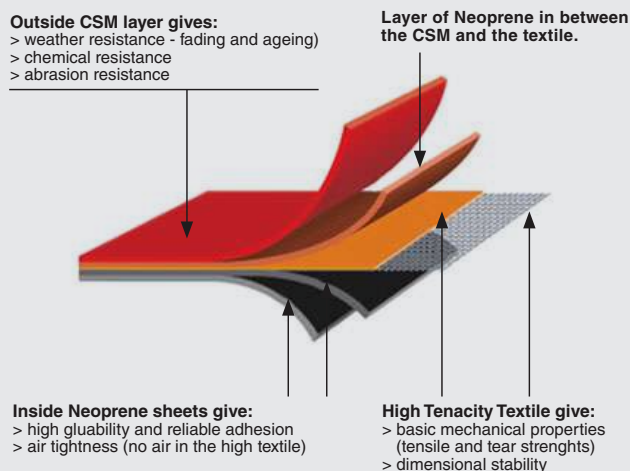 Outside CSM layer gives:
> weather resistance - fading and ageing)
> chemical resistance
> abrasion resistance
Layer of Neoprene in between
the CSM and the textile.
Inside Neoprene sheets give:
> high gluability and reliable adhesion
> air tightness (no air in the high textile)
High Tenacity Textile give:
> basic mechanical properties
(tensile and tear strenghts)
> dimensional stability